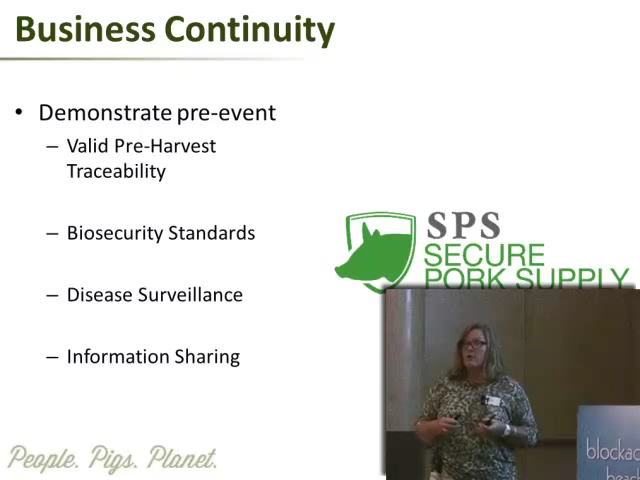 Business Continuity
• Demonstrate pre-event
– Valid Pre-Harvest
Traceability
– Biosecurity Standards
– Disease Surveillance
– Information Sharing
SPS
SECURE
PORK SUPPLY
People. Pigs. Planet.